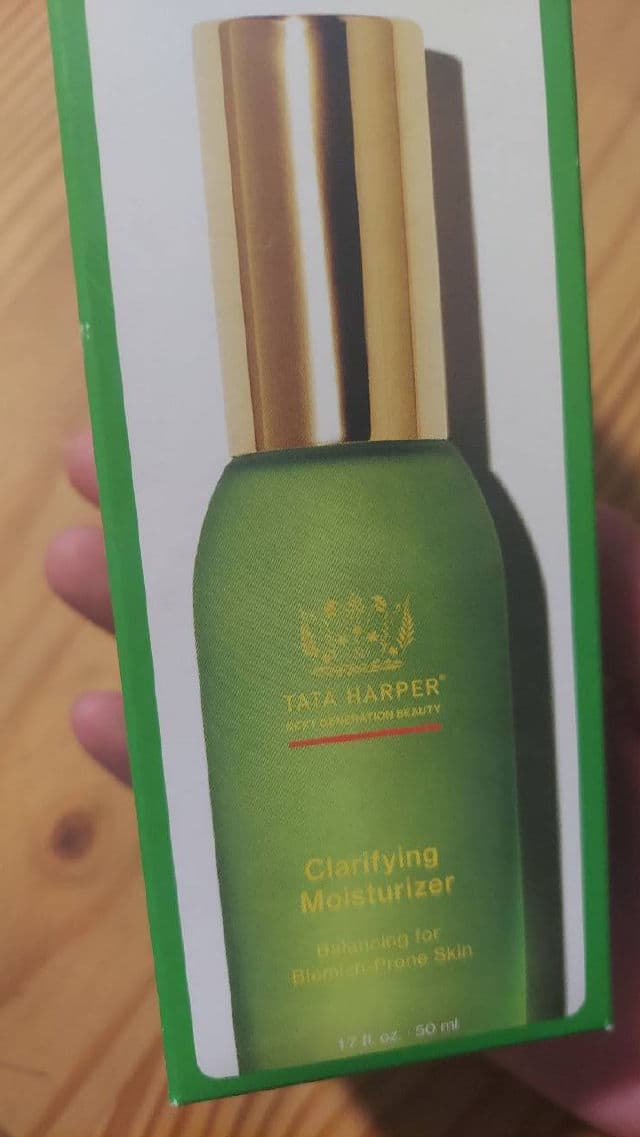 TATA HARPER®
NEXT GENERATION BEAUTY
Clarifying
Moisturizer
Balancing for
Blemish-Prone Skin
1.7 fl. oz. · 50 ml